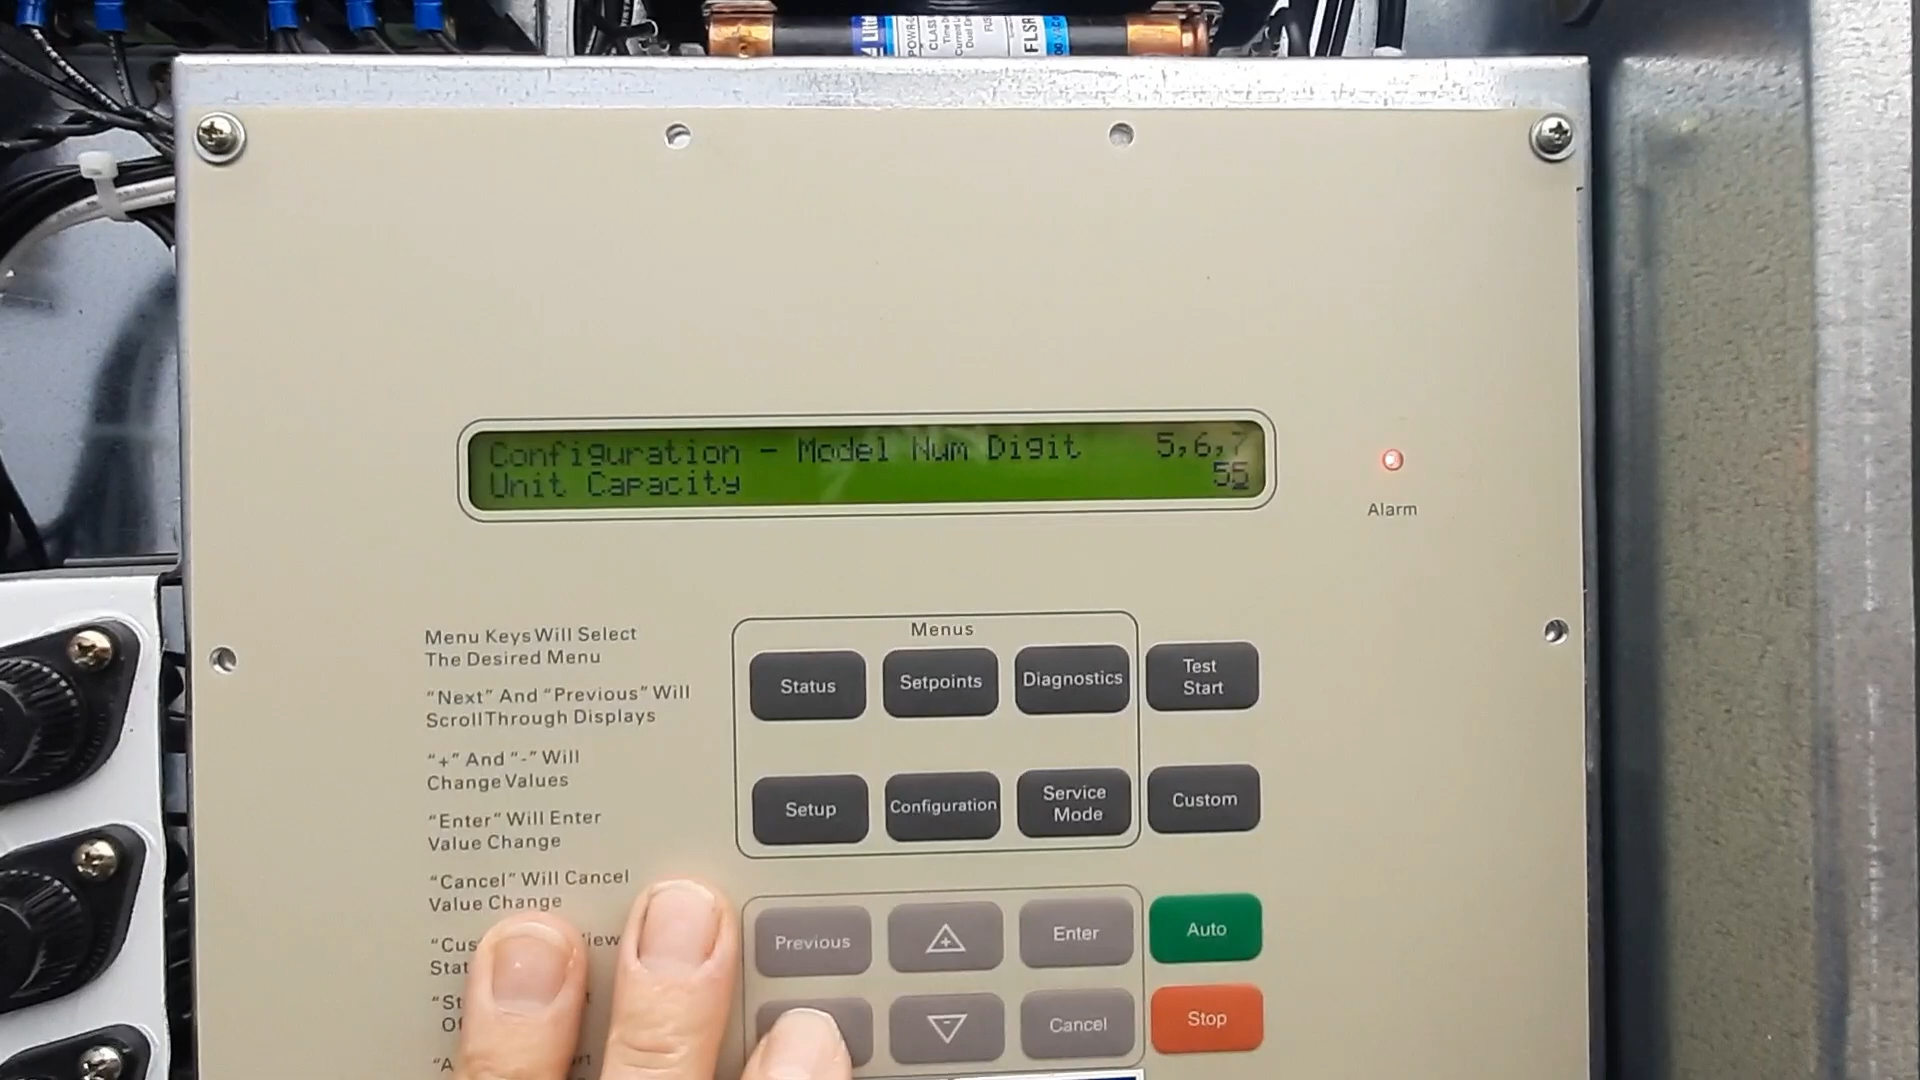 FLSR
CLASS
Configuration - Model Num Digit 5,6,7
Unit Capacity 55
Alarm
Menu Keys Will Select
The Desired Menu
"Next" And "Previous" Will
Scroll Through Displays
"+" And "-" Will
Change Values
"Enter" Will Enter
Value Change
"Cancel" Will Cancel
Value Change
Menus
Status
Setpoints
Diagnostics
Test
Start
Setup
Configuration
Service
Mode
Custom
Previous
+
Enter
Auto
-
Cancel
Stop